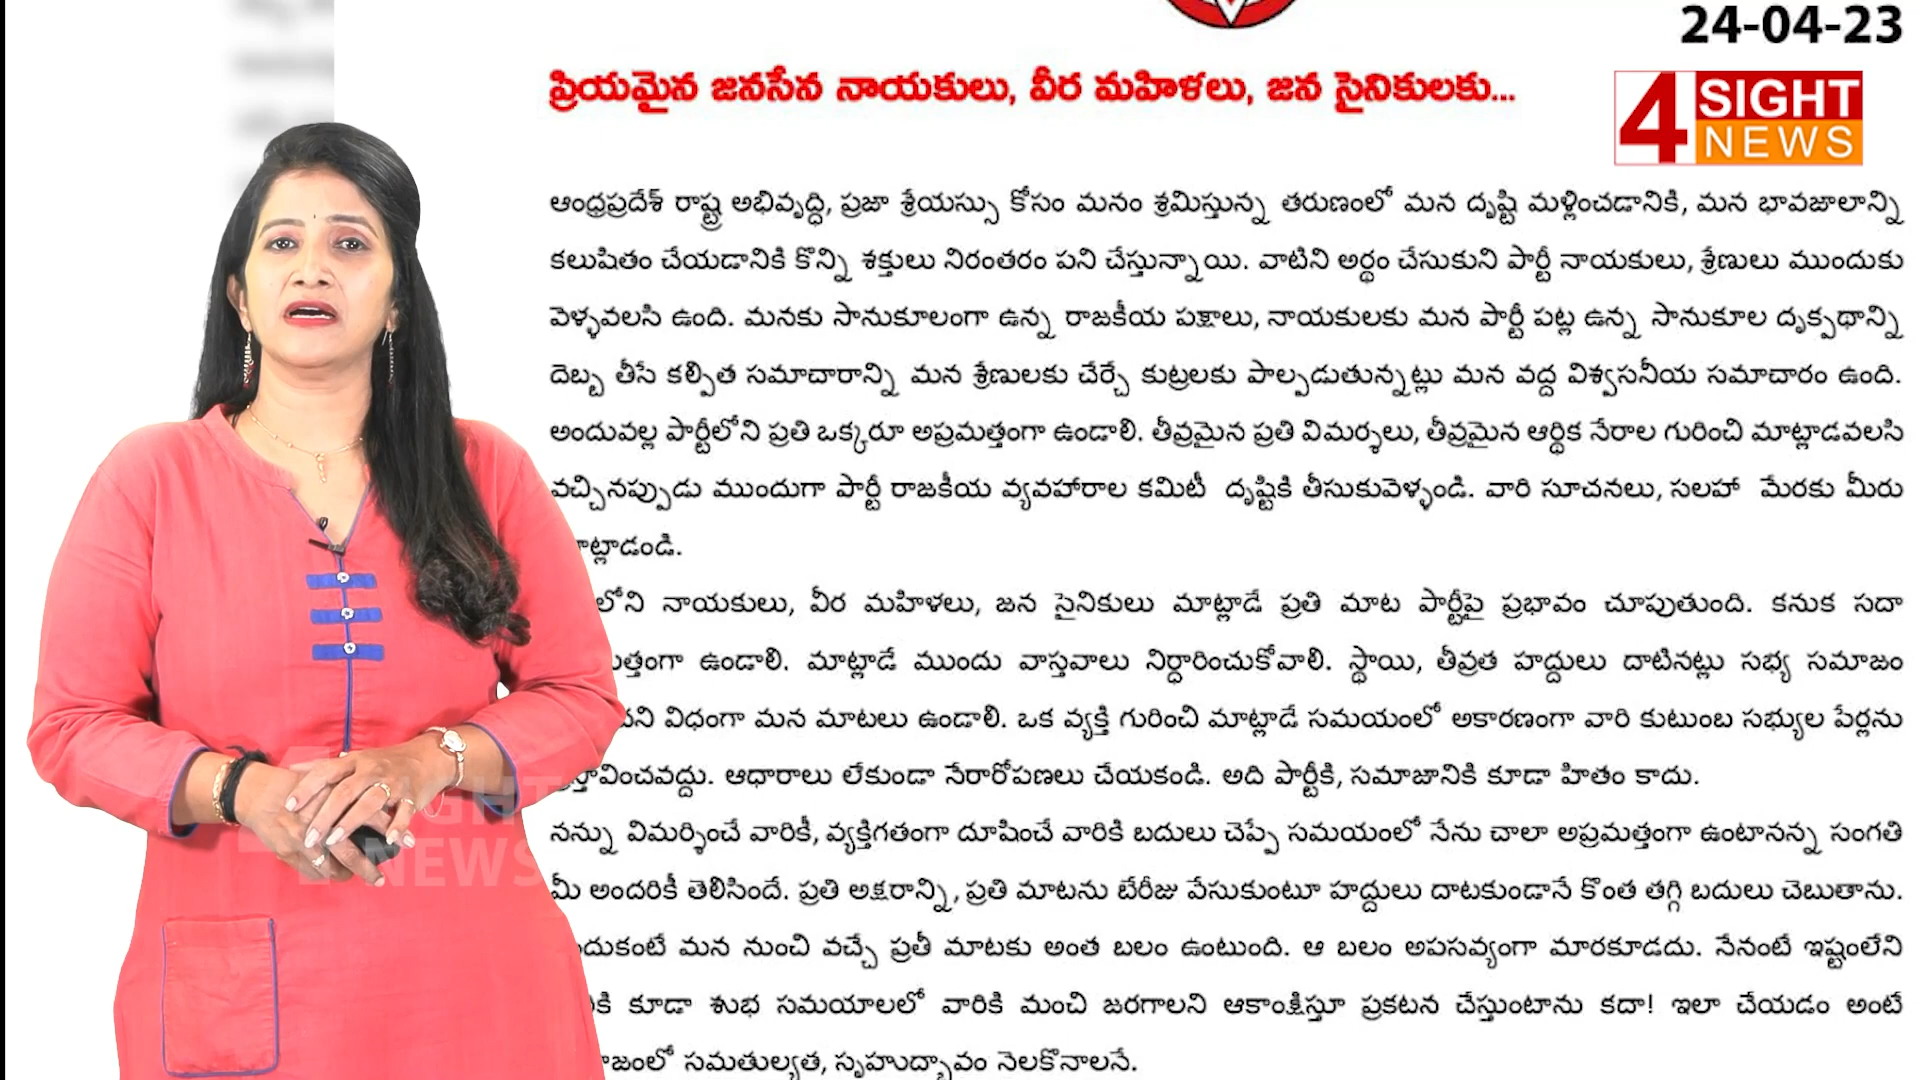 24-04-23
ప్రియమైన జనసేన నాయకులు, వీర మహిళలు, జన సైనికులకు...
4 SIGHT NEWS
ఆంధ్రప్రదేశ్ రాష్ట్ర అభివృద్ధి, ప్రజా శ్రేయస్సు కోసం మనం శ్రమిస్తున్న తరుణంలో మన దృష్టి మళ్లించడానికి, మన భావజాలాన్ని
కలుషితం చేయడానికి కొన్ని శక్తులు నిరంతరం పని చేస్తున్నాయి. వాటిని అర్థం చేసుకుని పార్టీ నాయకులు, శ్రేణులు ముందుకు
వెళ్ళవలసి ఉంది. మనకు సానుకూలంగా ఉన్న రాజకీయ పక్షాలు, నాయకులకు మన పార్టీ పట్ల ఉన్న సానుకూల దృక్పథాన్ని
దెబ్బ తీసే కల్పిత సమాచారాన్ని మన శ్రేణులకు చేర్చే కుట్రలకు పాల్పడుతున్నట్లు మన వద్ద విశ్వసనీయ సమాచారం ఉంది.
అందువల్ల పార్టీలోని ప్రతి ఒక్కరూ అప్రమత్తంగా ఉండాలి. తీవ్రమైన ప్రతి విమర్శలు, తీవ్రమైన ఆర్థిక నేరాల గురించి మాట్లాడవలసి
వచ్చినప్పుడు ముందుగా పార్టీ రాజకీయ వ్యవహారాల కమిటీ దృష్టికి తీసుకువెళ్ళండి. వారి సూచనలు, సలహా మేరకు మీరు
నాయకులు, వీర మహిళలు, జన సైనికులు మాట్లాడే ప్రతి మాట పార్టీపై ప్రభావం చూపుతుంది. కనుక సదా
ఉండాలి. మాట్లాడే ముందు వాస్తవాలు నిర్ధారించుకోవాలి. స్థాయి, తీవ్రత హద్దులు దాటినట్లు సభ్య సమాజం
విధంగా మన మాటలు ఉండాలి. ఒక వ్యక్తి గురించి మాట్లాడే సమయంలో అకారణంగా వారి కుటుంబ సభ్యుల పేర్లను
ఆధారాలు లేకుండా నేరారోపణలు చేయకండి. అది పార్టీకి, సమాజానికి కూడా హితం కాదు.
నన్ను విమర్శించే వారికీ, వ్యక్తిగతంగా దూషించే వారికి బదులు చెప్పే సమయంలో నేను చాలా అప్రమత్తంగా ఉంటానన్న సంగతి
మీ అందరికీ తెలిసిందే. ప్రతి అక్షరాన్ని, ప్రతి మాటను బేరీజు వేసుకుంటూ హద్దులు దాటకుండానే కొంత తగ్గి బదులు చెబుతాను.
మన నుంచి వచ్చే ప్రతీ మాటకు అంత బలం ఉంటుంది. ఆ బలం అపసవ్యంగా మారకూడదు. నేనంటే ఇష్టంలేని
కూడా శుభ సమయాలలో వారికి మంచి జరగాలని ఆకాంక్షిస్తూ ప్రకటన చేస్తుంటాను కదా! ఇలా చేయడం అంటే
సమతుల్యత, సృహుద్భావం నెలకొనాలనే.